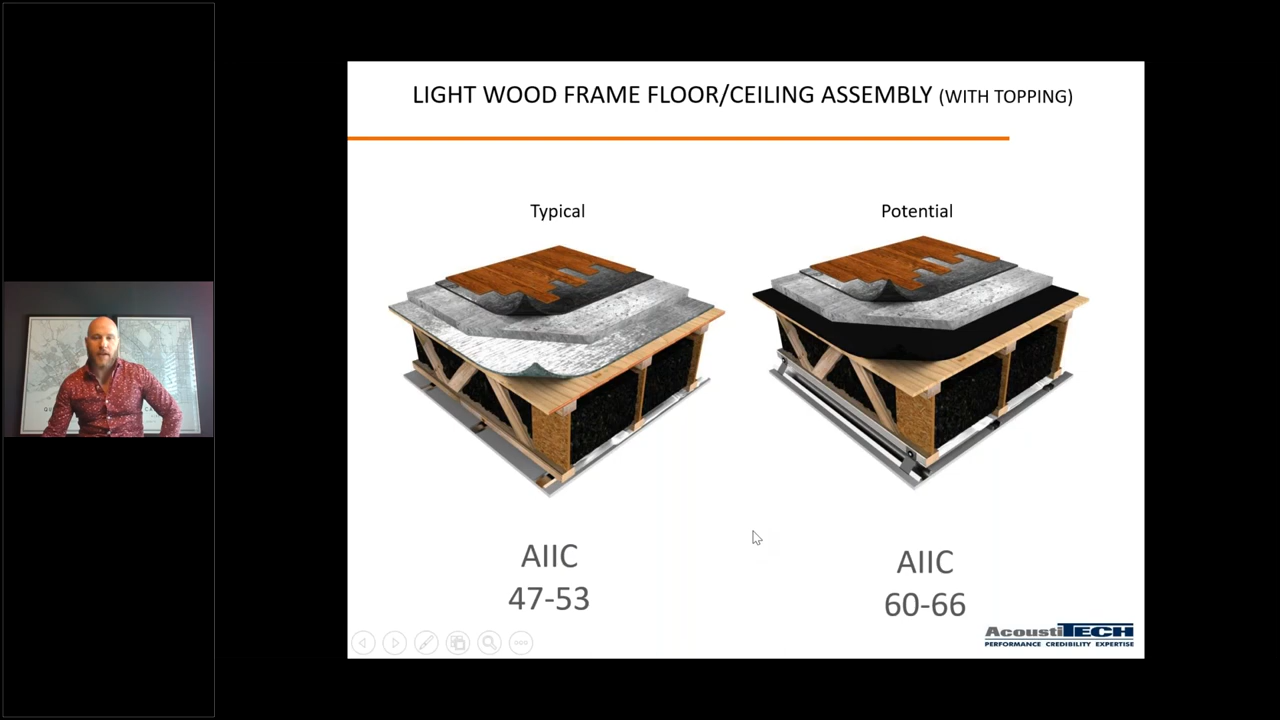 LIGHT WOOD FRAME FLOOR/CEILING ASSEMBLY (WITH TOPPING)
Typical
Potential
AIIC
47-53
AIIC
60-66
AcoustiTECH
PERFORMANCE CREDIBILITY EXPERTISE